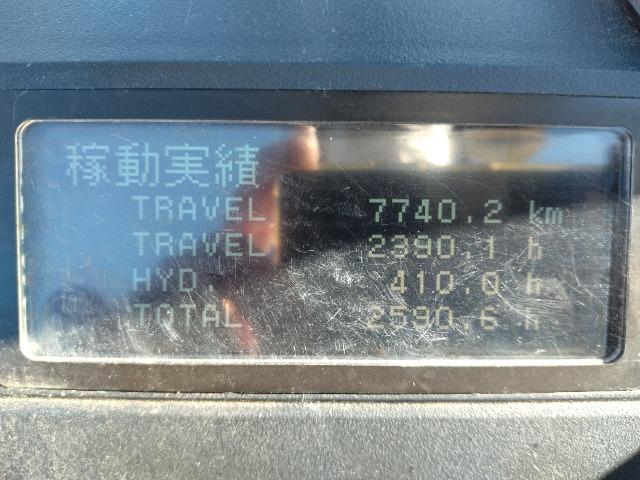 稼動実績
TRAVEL 7740.2 km
TRAVEL 2390.1 h
HYD. 410.0 h
TOTAL 2590.6 h